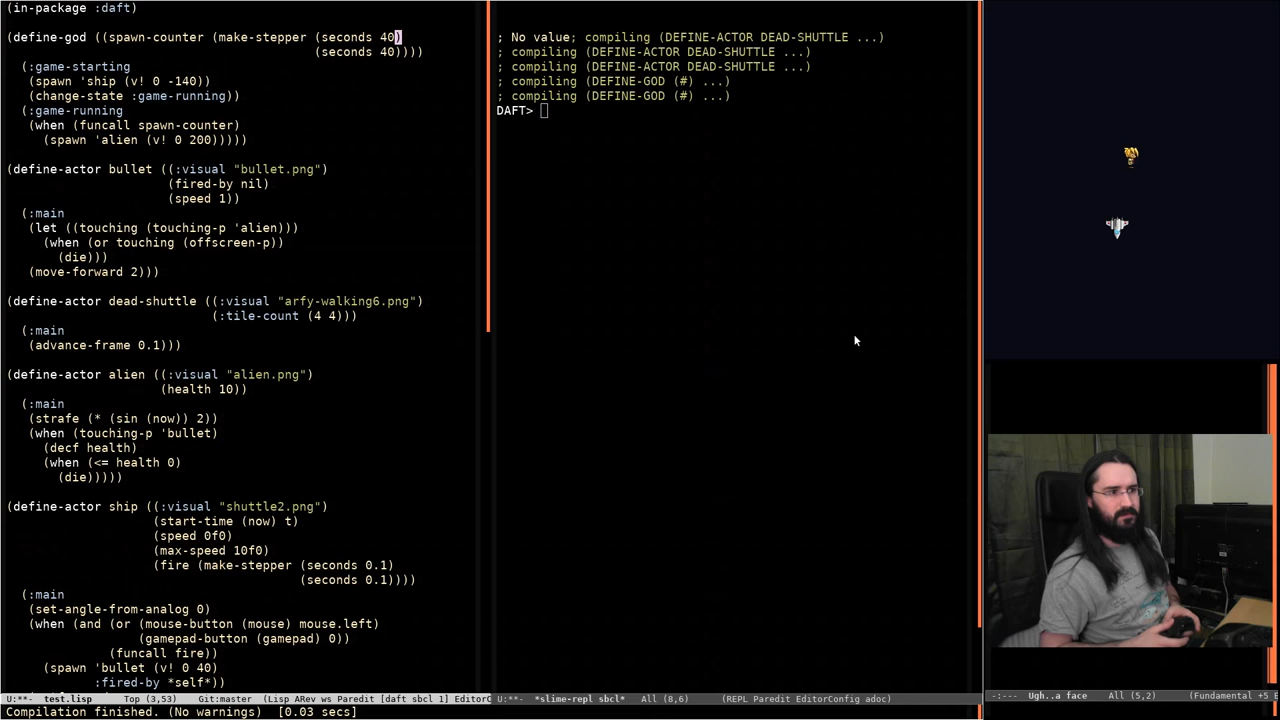 (in-package :daft)
(define-god ((spawn-counter (make-stepper (seconds 40)
(seconds 40))))
(:game-starting
(spawn 'ship (v! 0 -140))
(change-state :game-running))
(:game-running
(when (funcall spawn-counter)
(spawn 'alien (v! 0 200)))))
(define-actor bullet ((:visual "bullet.png")
(fired-by nil)
(speed 1))
(:main
(let ((touching (touching-p 'alien)))
(when (or touching (offscreen-p))
(die)))
(move-forward 2)))
(define-actor dead-shuttle ((:visual "arfy-walking6.png")
(:tile-count (4 4)))
(:main
(advance-frame 0.1)))
(define-actor alien ((:visual "alien.png")
(health 10))
(:main
(strafe (* (sin (now)) 2))
(when (touching-p 'bullet)
(decf health)
(when (<= health 0)
(die)))))
(define-actor ship ((:visual "shuttle2.png")
(start-time (now) t)
(speed 0f0)
(max-speed 10f0)
(fire (make-stepper (seconds 0.1)
(seconds 0.1))))
(:main
(set-angle-from-analog 0)
(when (and (or (mouse-button (mouse) mouse.left)
(gamepad-button (gamepad) 0))
(funcall fire))
(spawn 'bullet (v! 0 40)
:fired-by *self*))
U:**-  test.lisp      Top (3,53)     Git:master  (Lisp ARev ws Paredit [daft sbcl 1] EditorC
Compilation finished. (No warnings)  [0.03 secs]
; No value; compiling (DEFINE-ACTOR DEAD-SHUTTLE ...)
; compiling (DEFINE-ACTOR DEAD-SHUTTLE ...)
; compiling (DEFINE-ACTOR DEAD-SHUTTLE ...)
; compiling (DEFINE-GOD (#) ...)
; compiling (DEFINE-GOD (#) ...)
DAFT>
U:**-  *slime-repl sbcl*   All (8,6)      (REPL Paredit EditorConfig adoc)
-:---  Ugh..a face    All (5,2)      (Fundamental +5 E